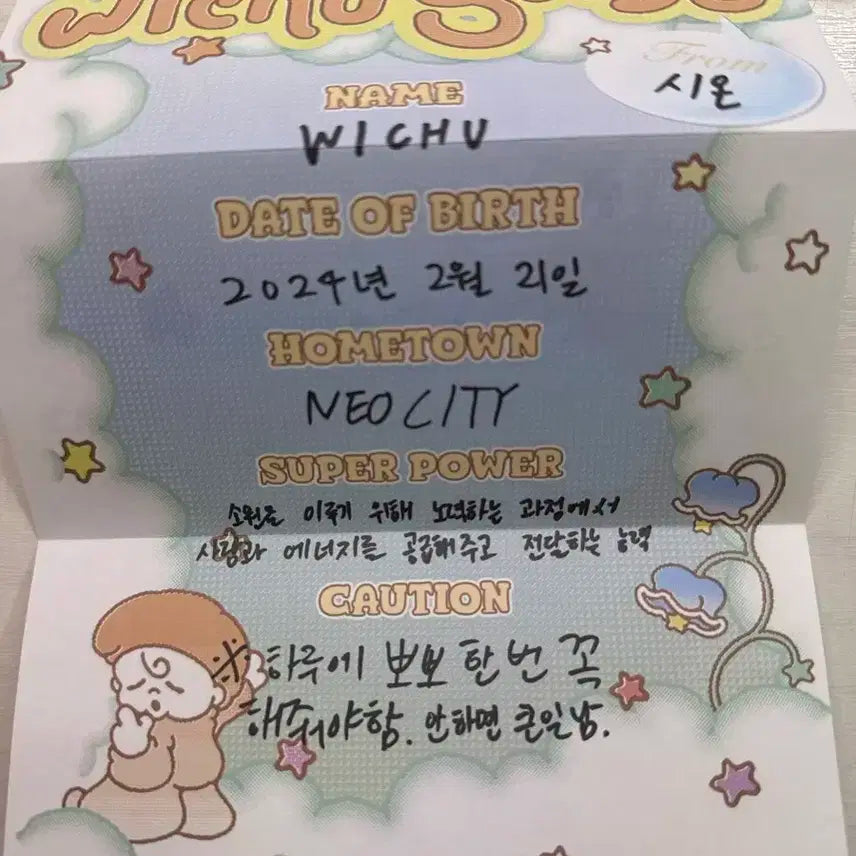 From
시온
NAME
WICHU
DATE OF BIRTH
2024년 2월 21일
HOMETOWN
NEO CITY
SUPER POWER
소원을 이루기 위해 노력하는 과정에서
사랑과 에너지를 공급해주고 전달하는 능력
CAUTION
※ 하루에 뽀뽀 한 번 꼭
해줘야함. 안하면 큰일남.